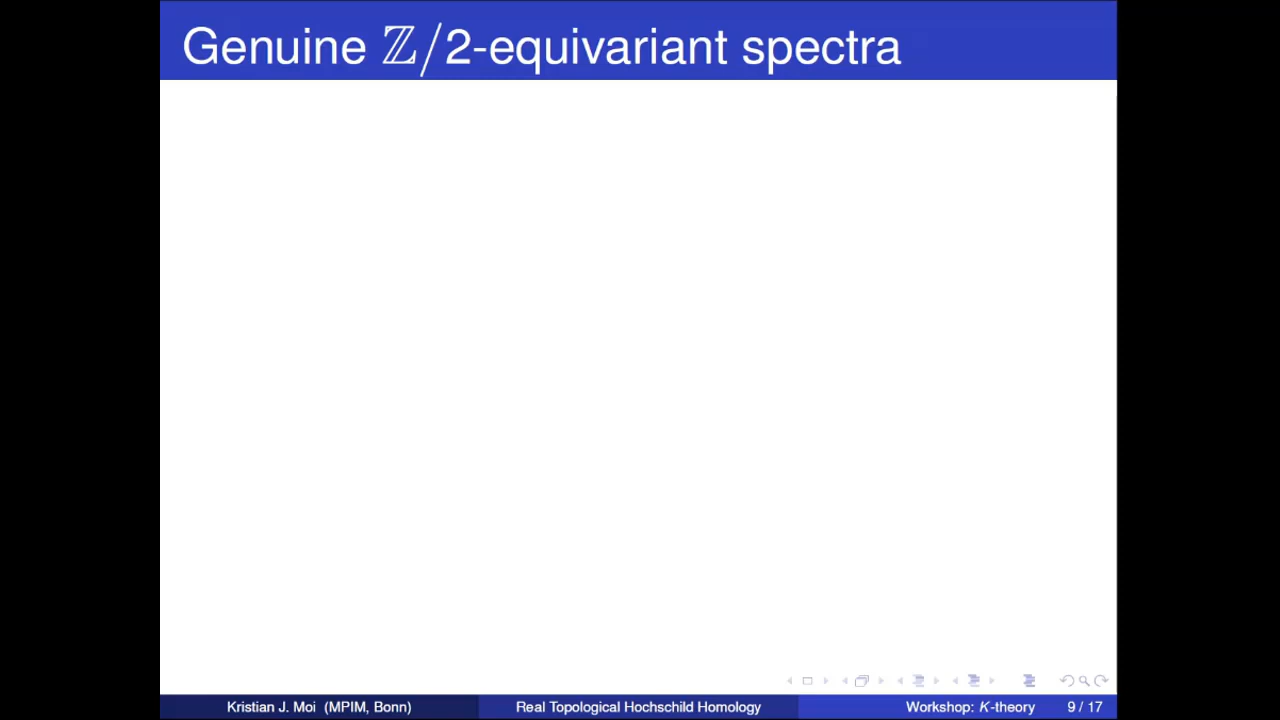 Genuine ℤ/2-equivariant spectra
Kristian J. Moi (MPIM, Bonn)
Real Topological Hochschild Homology
Workshop: K-theory
9 / 17